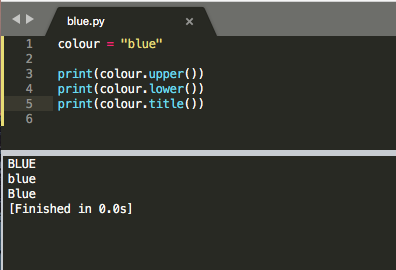 blue.py ×
1 colour = "blue"
2
3 print(colour.upper())
4 print(colour.lower())
5 print(colour.title())
6
BLUE
blue
Blue
[Finished in 0.0s]